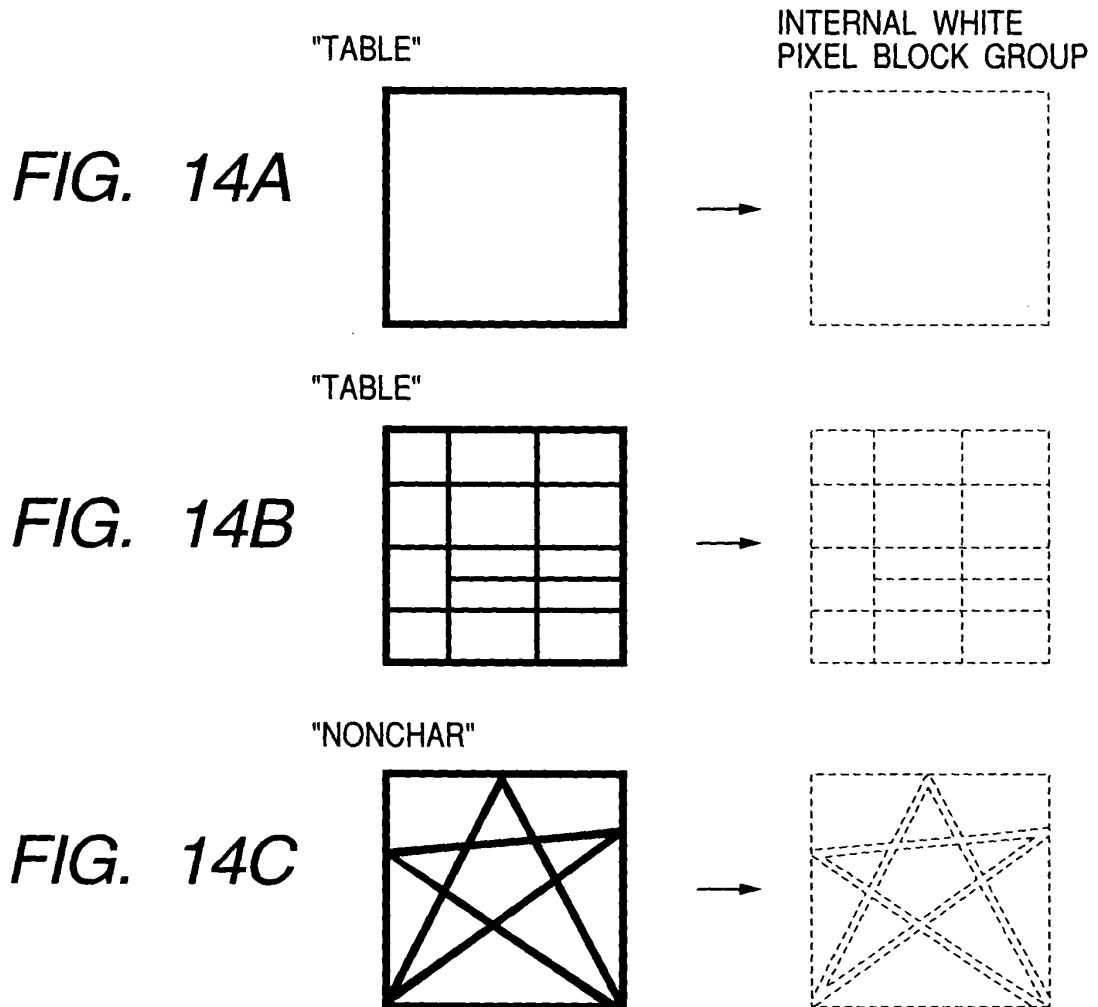 "TABLE"
INTERNAL WHITE
PIXEL BLOCK GROUP
FIG. 14A
"TABLE"
FIG. 14B
"NONCHAR"
FIG. 14C